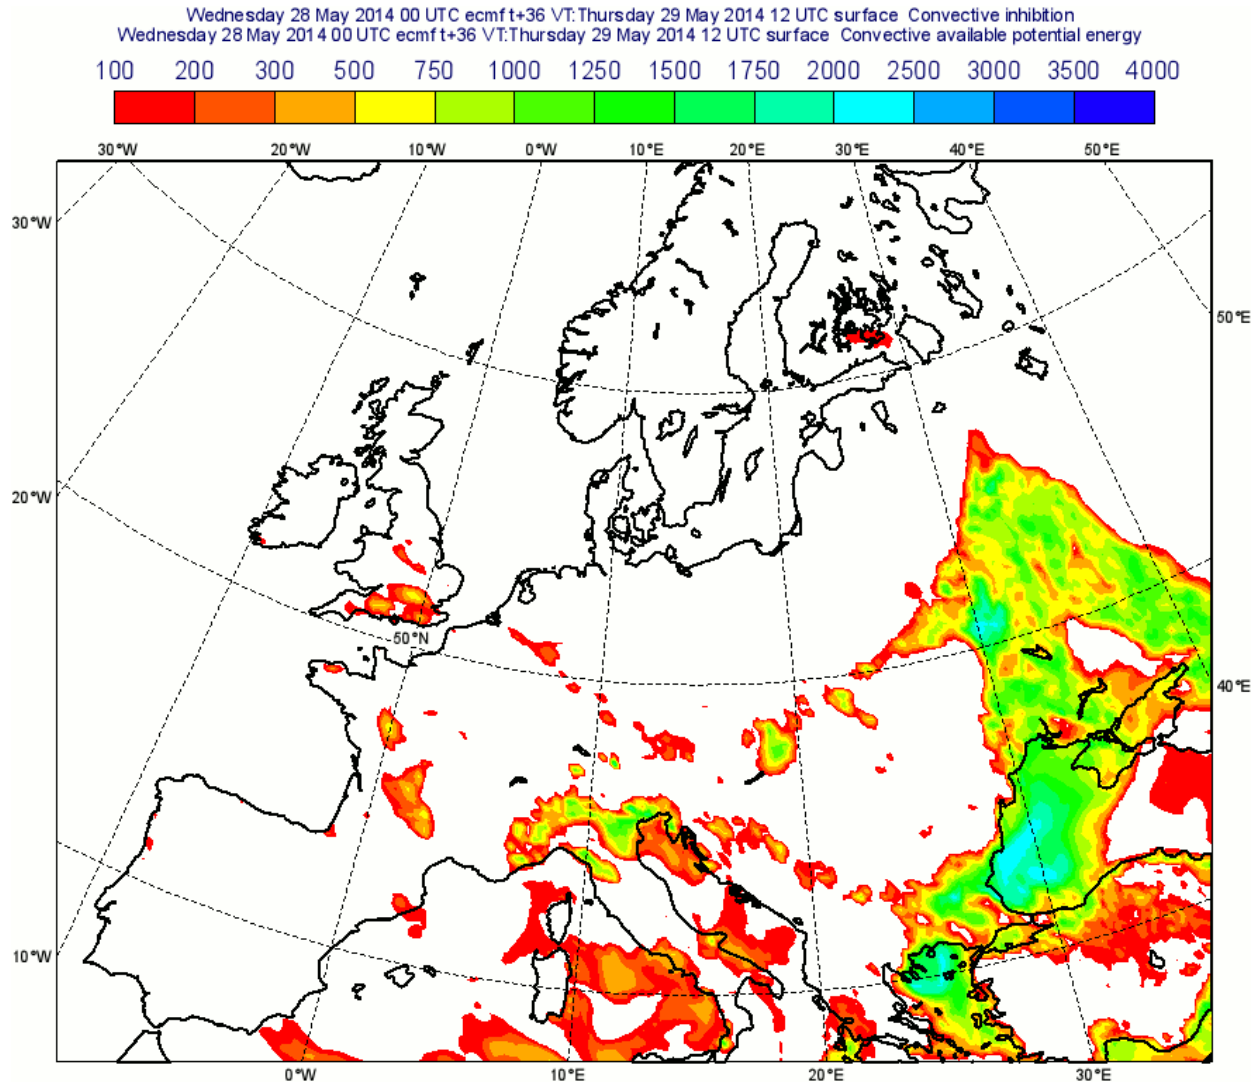 Wednesday 28 May 2014 00 UTC ecmf t+36 VT:Thursday 29 May 2014 12 UTC surface Convective inhibition
Wednesday 28 May 2014 00 UTC ecmf t+36 VT:Thursday 29 May 2014 12 UTC surface Convective available potential energy
100 200 300 500 750 1000 1250 1500 1750 2000 2500 3000 3500 4000
30°W 20°W 10°W 0°W 10°E 20°E 30°E 40°E 50°E
30°W
50°E
20°W
50°N
40°E
10°W
0°W 10°E 20°E 30°E